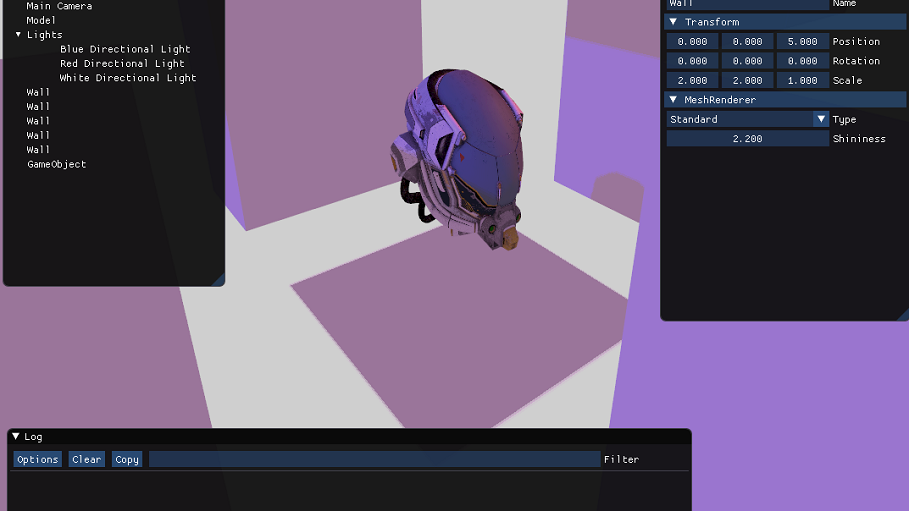 Main Camera
Model
Lights
Blue Directional Light
Red Directional Light
White Directional Light
Wall
Wall
Wall
Wall
Wall
GameObject
Wall Name
Transform
0.000 0.000 5.000 Position
0.000 0.000 0.000 Rotation
2.000 2.000 1.000 Scale
MeshRenderer
Standard Type
2.200 Shininess
Log
Options Clear Copy Filter